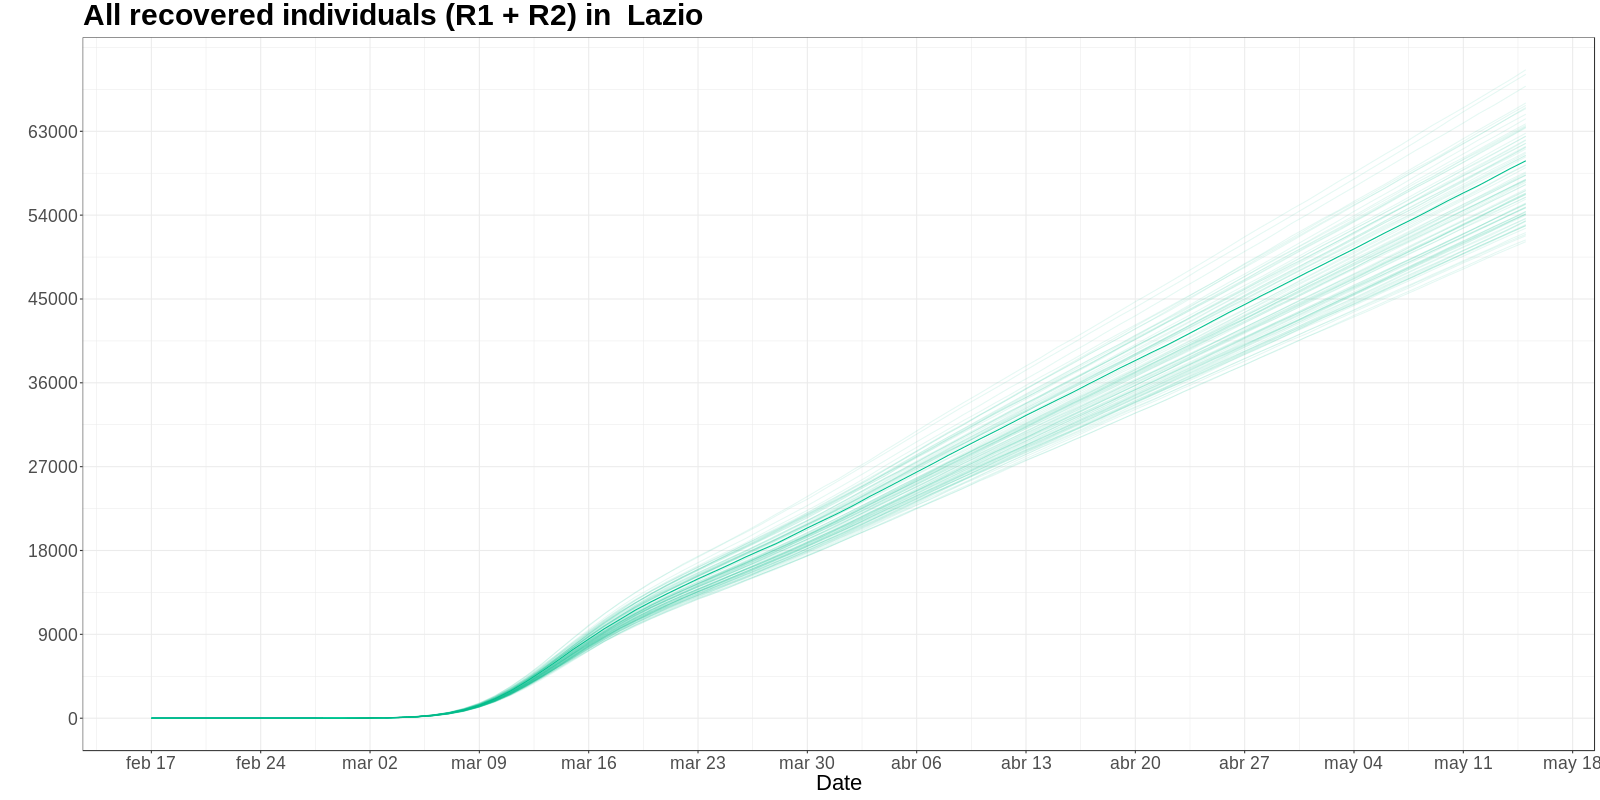 All recovered individuals (R1 + R2) in  Lazio
63000
54000
45000
36000
27000
18000
9000
0
feb 17 feb 24 mar 02 mar 09 mar 16 mar 23 mar 30 abr 06 abr 13 abr 20 abr 27 may 04 may 11 may 18
Date